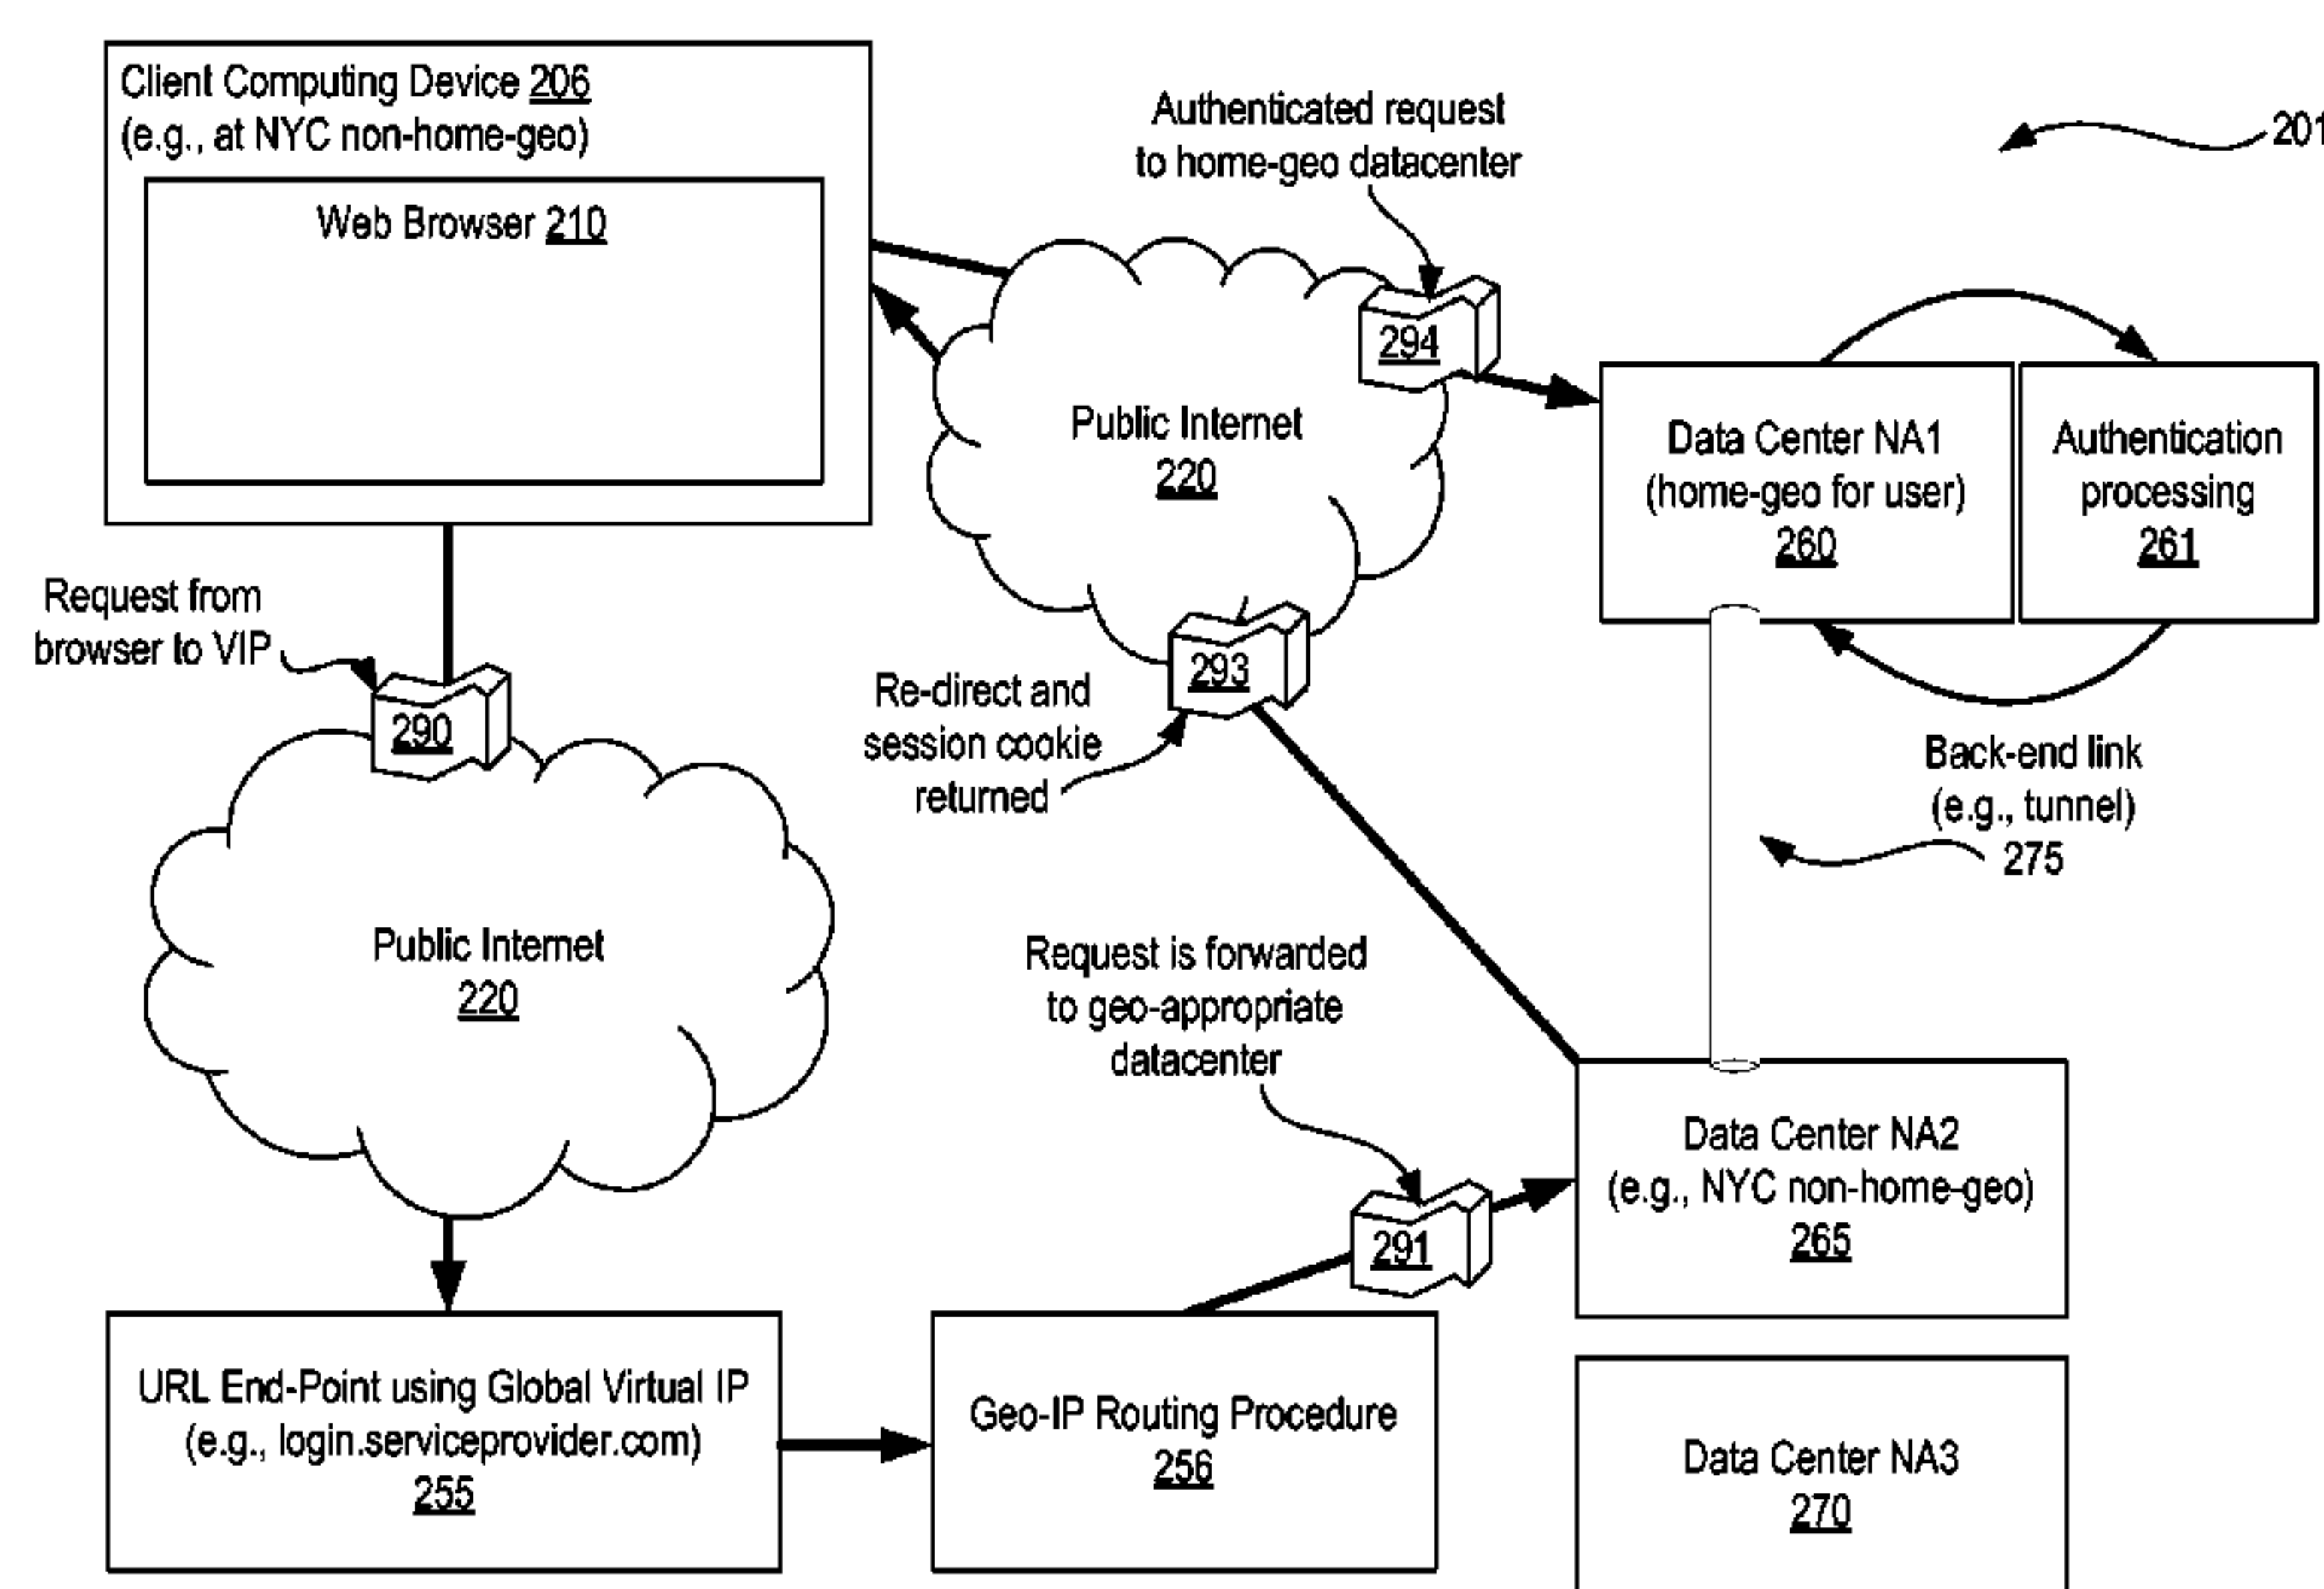 Client Computing Device 206
(e.g., at NYC non-home-geo)
Web Browser 210
Authenticated request
to home-geo datacenter
201
294
Public Internet
220
Data Center NA1
(home-geo for user)
260
Authentication
processing
261
Request from
browser to VIP
290
293
Re-direct and
session cookie
returned
Back-end link
(e.g., tunnel)
275
Public Internet
220
Request is forwarded
to geo-appropriate
datacenter
291
Data Center NA2
(e.g., NYC non-home-geo)
265
URL End-Point using Global Virtual IP
(e.g., login.serviceprovider.com)
255
Geo-IP Routing Procedure
256
Data Center NA3
270